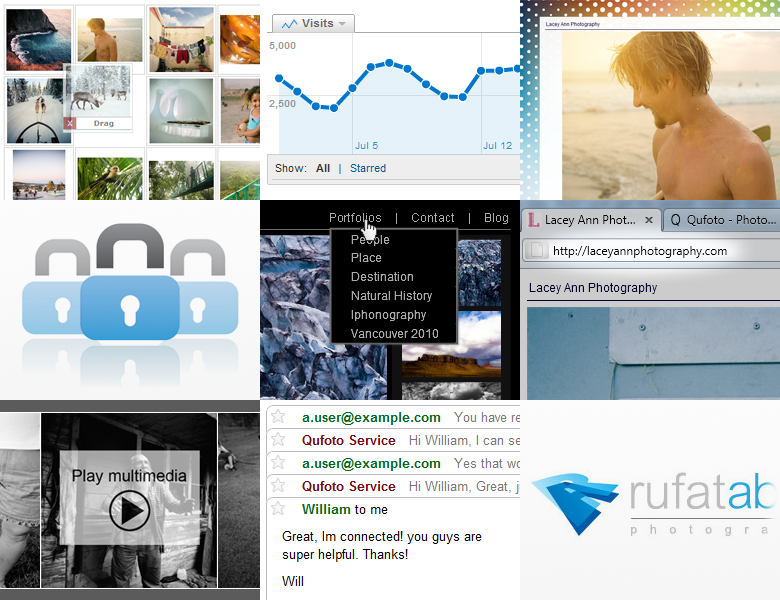 Drag
Visits
5,000
2,500
Jul 5
Jul 12
Show: All | Starred
Lacey Ann Photography
Portfolios | Contact | Blog
People
Place
Destination
Natural History
Iphonography
Vancouver 2010
L Lacey Ann Phot... × Q Qufoto - Photo...
http://laceyannphotography.com
Lacey Ann Photography
Play multimedia
a.user@example.com You have re
Qufoto Service Hi William, I can se
a.user@example.com Yes that wo
Qufoto Service Hi William, Great, j
William to me
Great, Im connected! you guys are
super helpful. Thanks!
Will
rufatab
photogra